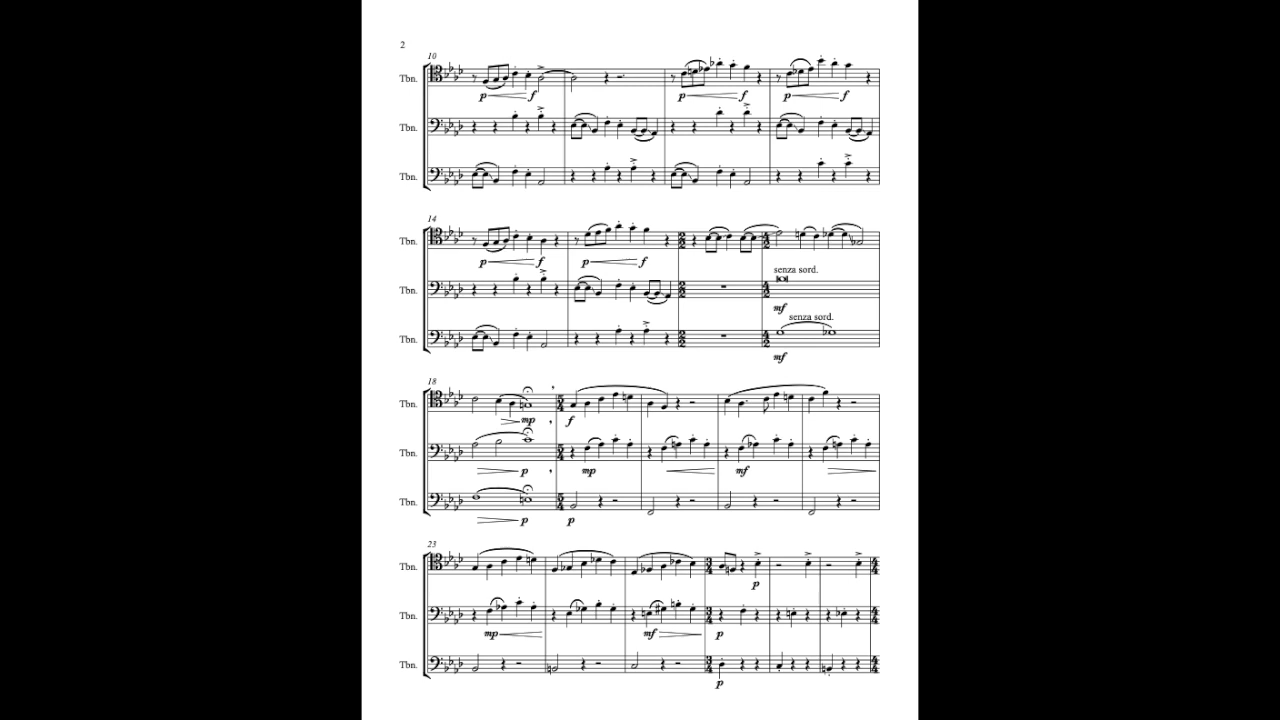 2
10
Tbn.
p f p f p f
Tbn.
Tbn.
14
Tbn.
p f p f
senza sord.
Tbn.
mf
senza sord.
Tbn.
mf
18
Tbn.
mp f
Tbn.
p mp mf
Tbn.
p p
23
Tbn.
p
Tbn.
mp mf p
Tbn.
p